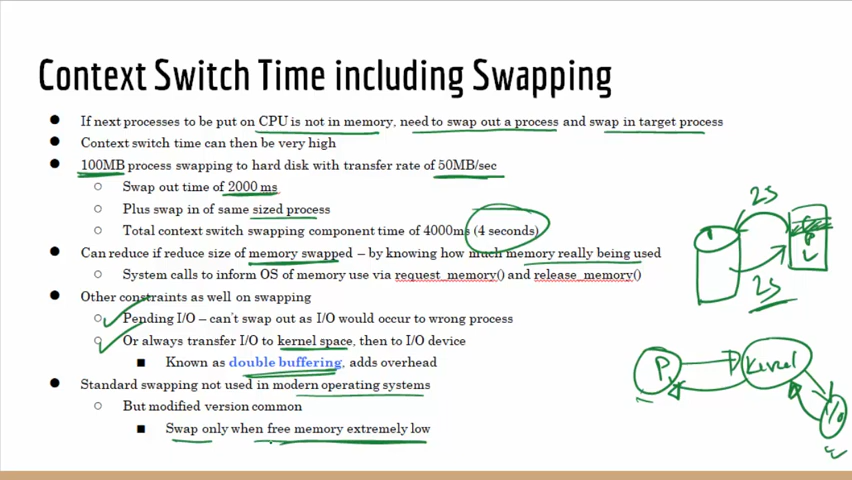 Context Switch Time including Swapping
● If next processes to be put on CPU is not in memory, need to swap out a process and swap in target process
● Context switch time can then be very high
● 100MB process swapping to hard disk with transfer rate of 50MB/sec
○ Swap out time of 2000 ms
○ Plus swap in of same sized process
○ Total context switch swapping component time of 4000ms (4 seconds)
● Can reduce if reduce size of memory swapped – by knowing how much memory really being used
○ System calls to inform OS of memory use via request_memory() and release_memory()
● Other constraints as well on swapping
○ Pending I/O – can't swap out as I/O would occur to wrong process
○ Or always transfer I/O to kernel space, then to I/O device
■ Known as double buffering, adds overhead
● Standard swapping not used in modern operating systems
○ But modified version common
■ Swap only when free memory extremely low
2S
2S
P
Kernel
I/O